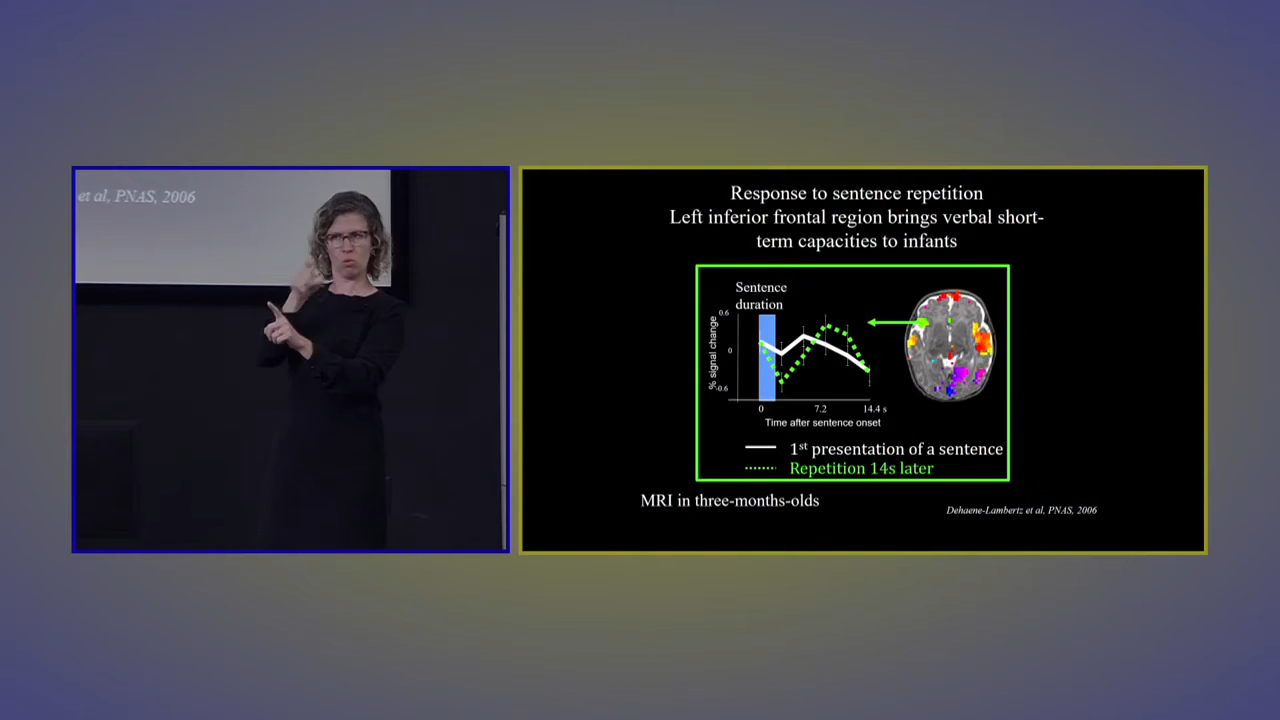 et al, PNAS, 2006
Response to sentence repetition
Left inferior frontal region brings verbal short-
term capacities to infants
Sentence
duration
% signal change
0.6
0
-0.6
0
7.2
14.4 s
Time after sentence onset
1st presentation of a sentence
Repetition 14s later
MRI in three-months-olds
Dehaene-Lambertz et al, PNAS, 2006